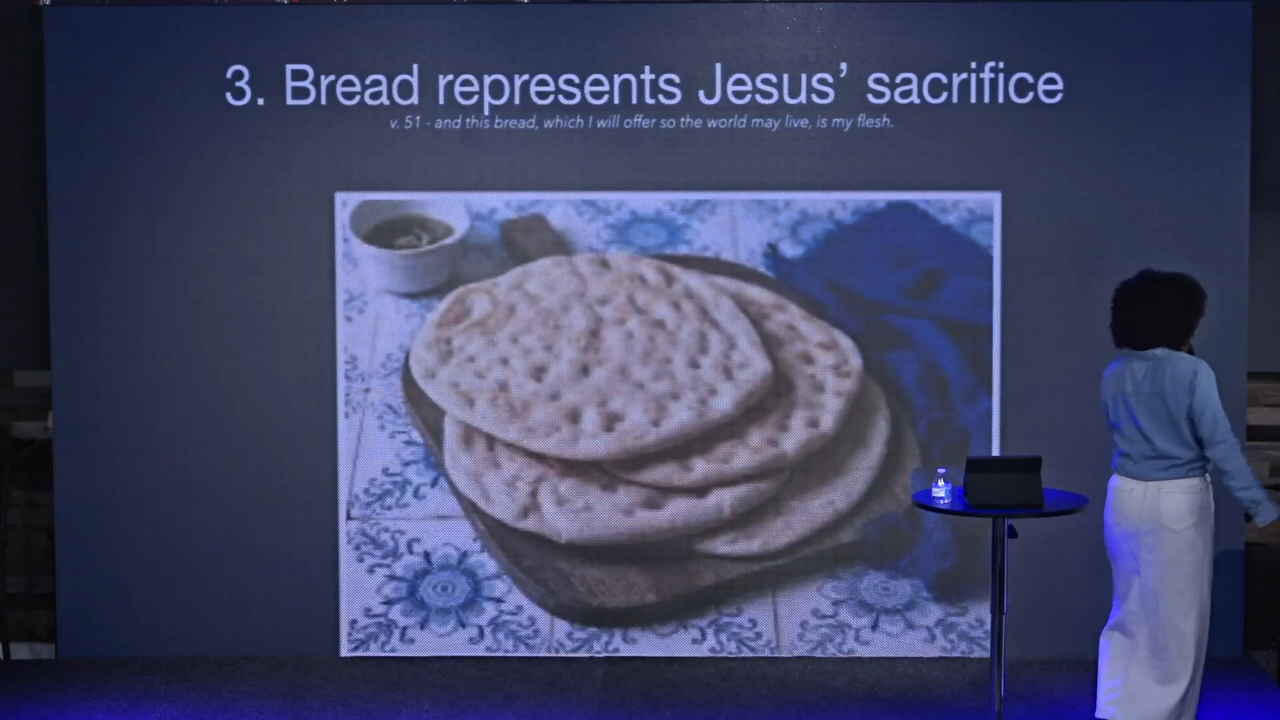 3. Bread represents Jesus’ sacrifice
v. 51 - and this bread, which I will offer so the world may live, is my flesh.